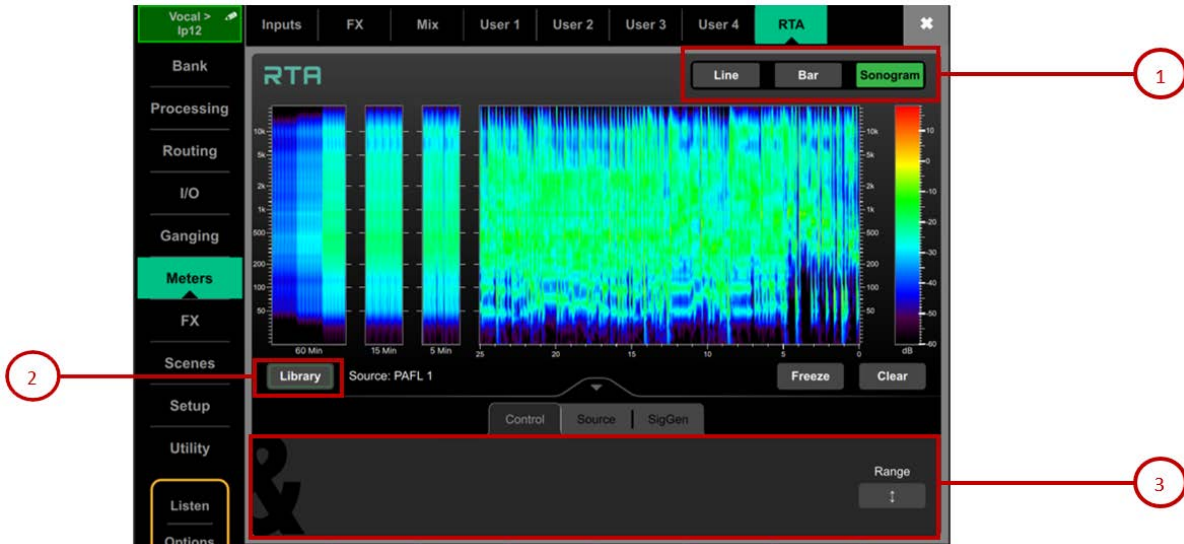 Vocal >
Ip12
Inputs FX Mix User 1 User 2 User 3 User 4 RTA
Bank
Processing
Routing
I/O
Ganging
Meters
FX
Scenes
Setup
Utility
Listen
Options
RTA
Line Bar Sonogram
1
10k
5k
2k
1k
500
200
100
50
60 Min 15 Min 5 Min 25 20 15 10 5 0 dB
10k
5k
2k
1k
500
200
100
50
10
0
-10
-20
-30
-40
-50
-60
2
Library Source: PAFL 1 Freeze Clear
Control Source SigGen
&
Range
3